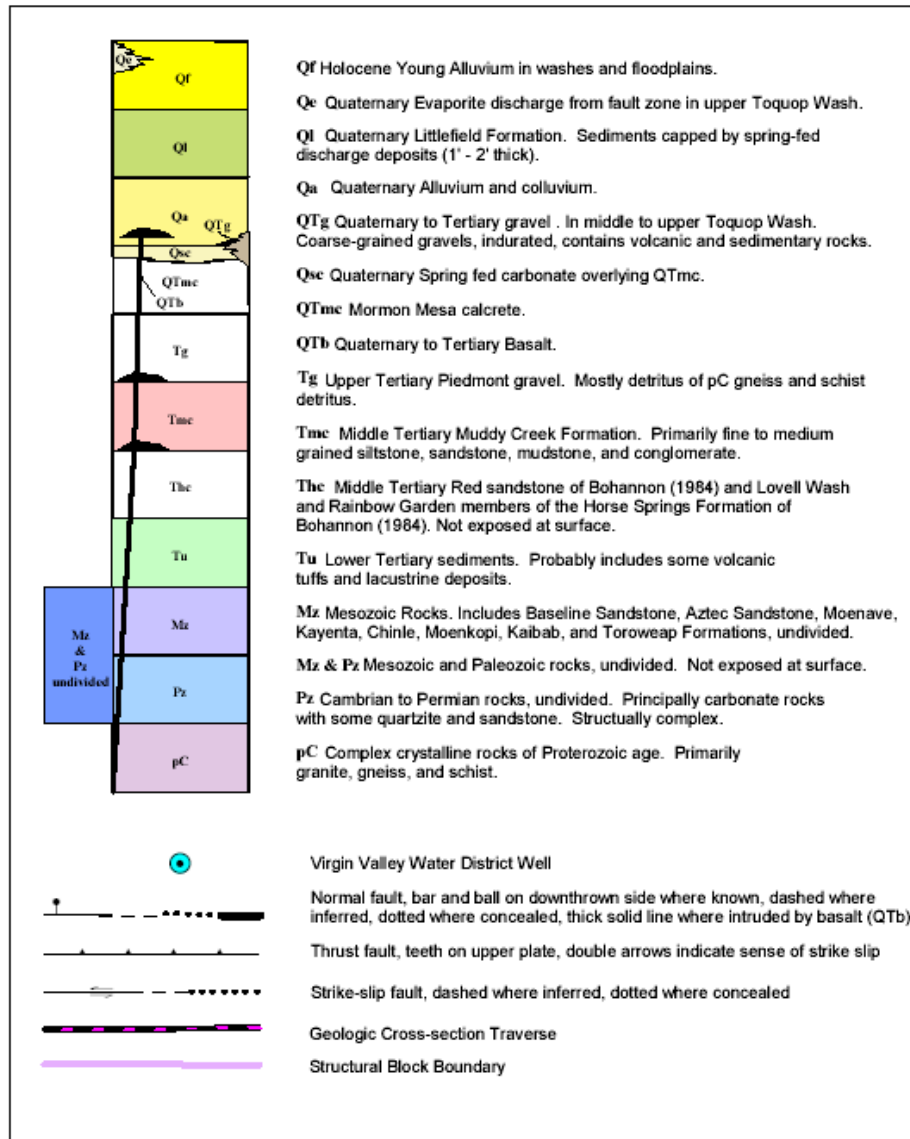 Qe
Qf
Ql
Qa
QTg
Qsc
QTmc
QTb
Tg
Tmc
Thc
Tu
Mz
&
Pz
undivided
Mz
Pz
pC
Qf Holocene Young Alluvium in washes and floodplains.
Qe Quaternary Evaporite discharge from fault zone in upper Toquop Wash.
Ql Quaternary Littlefield Formation. Sediments capped by spring-fed
discharge deposits (1' - 2' thick).
Qa Quaternary Alluvium and colluvium.
QTg Quaternary to Tertiary gravel . In middle to upper Toquop Wash.
Coarse-grained gravels, indurated, contains volcanic and sedimentary rocks.
Qsc Quaternary Spring fed carbonate overlying QTmc.
QTmc Mormon Mesa calcrete.
QTb Quaternary to Tertiary Basalt.
Tg Upper Tertiary Piedmont gravel. Mostly detritus of pC gneiss and schist
detritus.
Tmc Middle Tertiary Muddy Creek Formation. Primarily fine to medium
grained siltstone, sandstone, mudstone, and conglomerate.
Thc Middle Tertiary Red sandstone of Bohannon (1984) and Lovell Wash
and Rainbow Garden members of the Horse Springs Formation of
Bohannon (1984). Not exposed at surface.
Tu Lower Tertiary sediments. Probably includes some volcanic
tuffs and lacustrine deposits.
Mz Mesozoic Rocks. Includes Baseline Sandstone, Aztec Sandstone, Moenave,
Kayenta, Chinle, Moenkopi, Kaibab, and Toroweap Formations, undivided.
Mz & Pz Mesozoic and Paleozoic rocks, undivided. Not exposed at surface.
Pz Cambrian to Permian rocks, undivided. Principally carbonate rocks
with some quartzite and sandstone. Structually complex.
pC Complex crystalline rocks of Proterozoic age. Primarily
granite, gneiss, and schist.
Virgin Valley Water District Well
Normal fault, bar and ball on downthrown side where known, dashed where
inferred, dotted where concealed, thick solid line where intruded by basalt (QTb)
Thrust fault, teeth on upper plate, double arrows indicate sense of strike slip
Strike-slip fault, dashed where inferred, dotted where concealed
Geologic Cross-section Traverse
Structural Block Boundary